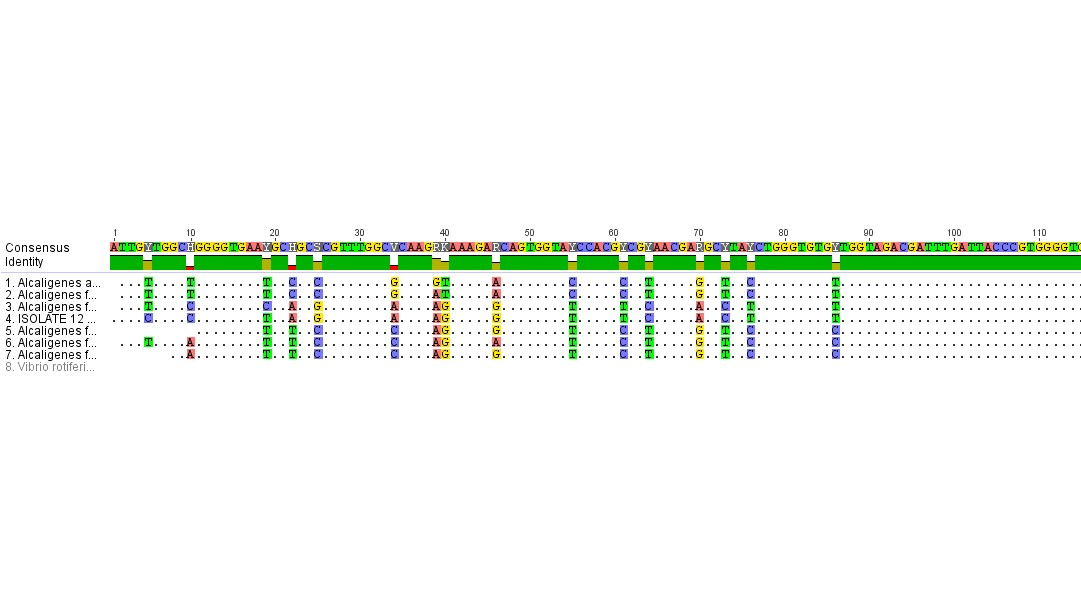 1 10 20 30 40 50 60 70 80 90 100 110
Consensus ATTGYTGGCHGGGGTGAAYGCHGCSCGTTTGGCVCAAGRKAAAGARCAGTGGTAYCCACGYCGYAACGARGCYTAYCTGGGTGTGYTGGTAGACGATTTGATTACCCGTGGGGT
Identity
1. Alcaligenes a... T T T C C G G T A C C T G T C T
2. Alcaligenes f... T T T C C G A T A C C T G T C T
3. Alcaligenes f... T C C A G A A G G T T C A C T T
4. ISOLATE 12 ... C C T A G A A G G T T C A C T T
5. Alcaligenes f... T T C C A G G T C T G T C C
6. Alcaligenes f... T A T T C C A G A T C T G T C C
7. Alcaligenes f... A T T C C A G G T C T G T C C
8. Vibrio rotiferi...